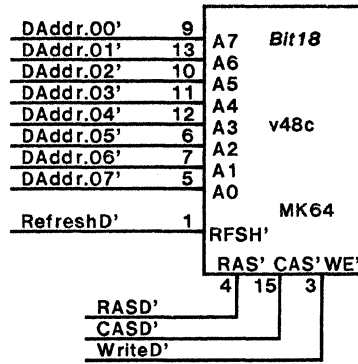 DAddr.00' 9 A7 Bit18
DAddr.01' 13 A6
DAddr.02' 10 A5
DAddr.03' 11 A4
DAddr.04' 12 A3 v48c
DAddr.05' 6 A2
DAddr.06' 7 A1
DAddr.07' 5 A0
MK64
RefreshD' 1 RFSH'
RAS' CAS' WE'
4 15 3
RASD'
CASD'
WriteD'